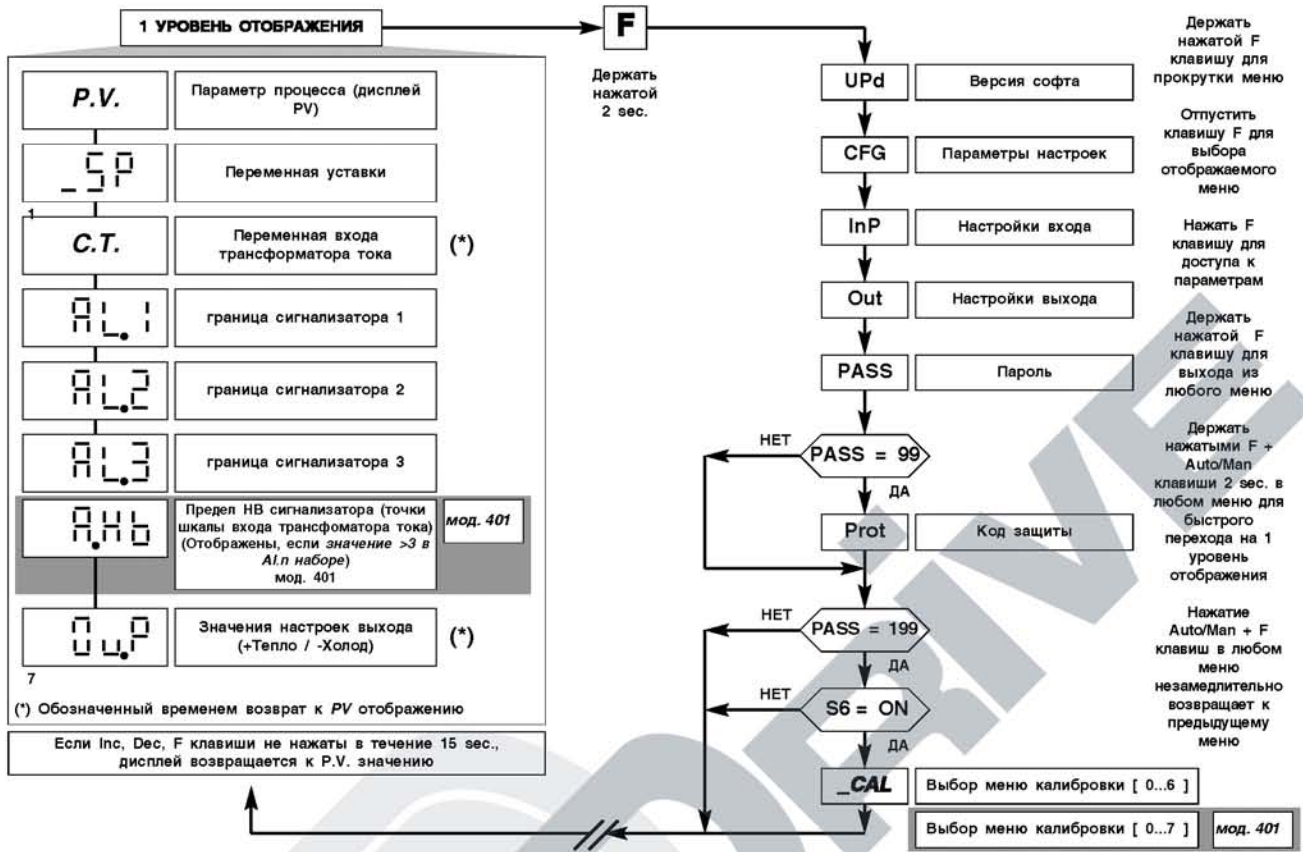 1 УРОВЕНЬ ОТОБРАЖЕНИЯ
P.V.
Параметр процесса (дисплей
PV)
_SP
Переменная уставки
1
C.T.
Переменная входа
трансформатора тока
(*)
AL.1
граница сигнализатора 1
AL.2
граница сигнализатора 2
AL.3
граница сигнализатора 3
A.Hb
Предел HB сигнализатора (точки
шкалы входа трансфоматора тока)
(Отображены, если значение >3 в
AI.n наборе)
мод. 401
мод. 401
Ou.P
Значения настроек выхода
(+Тепло / -Холод)
(*)
7
(*) Обозначенный временем возврат к PV отображению
Если Inc, Dec, F клавиши не нажаты в течение 15 sec.,
дисплей возвращается к P.V. значению
F
Держать
нажатой
2 sec.
UPd
Версия софта
CFG
Параметры настроек
InP
Настройки входа
Out
Настройки выхода
PASS
Пароль
НЕТ
PASS = 99
ДА
Prot
Код защиты
НЕТ
PASS = 199
ДА
НЕТ
S6 = ON
ДА
_CAL
Выбор меню калибровки [ 0...6 ]
Выбор меню калибровки [ 0...7 ]
мод. 401
Держать
нажатой F
клавишу для
прокрутки меню
Отпустить
клавишу F для
выбора
отображаемого
меню
Нажать F
клавишу для
доступа к
параметрам
Держать
нажатой F
клавишу для
выхода из
любого меню
Держать
нажатыми F +
Auto/Man
клавиши 2 sec. в
любом меню для
быстрого
перехода на 1
уровень
отображения
Нажатие
Auto/Man + F
клавиш в любом
меню
незамедлительно
возвращает к
предыдущему
меню
DRIVE